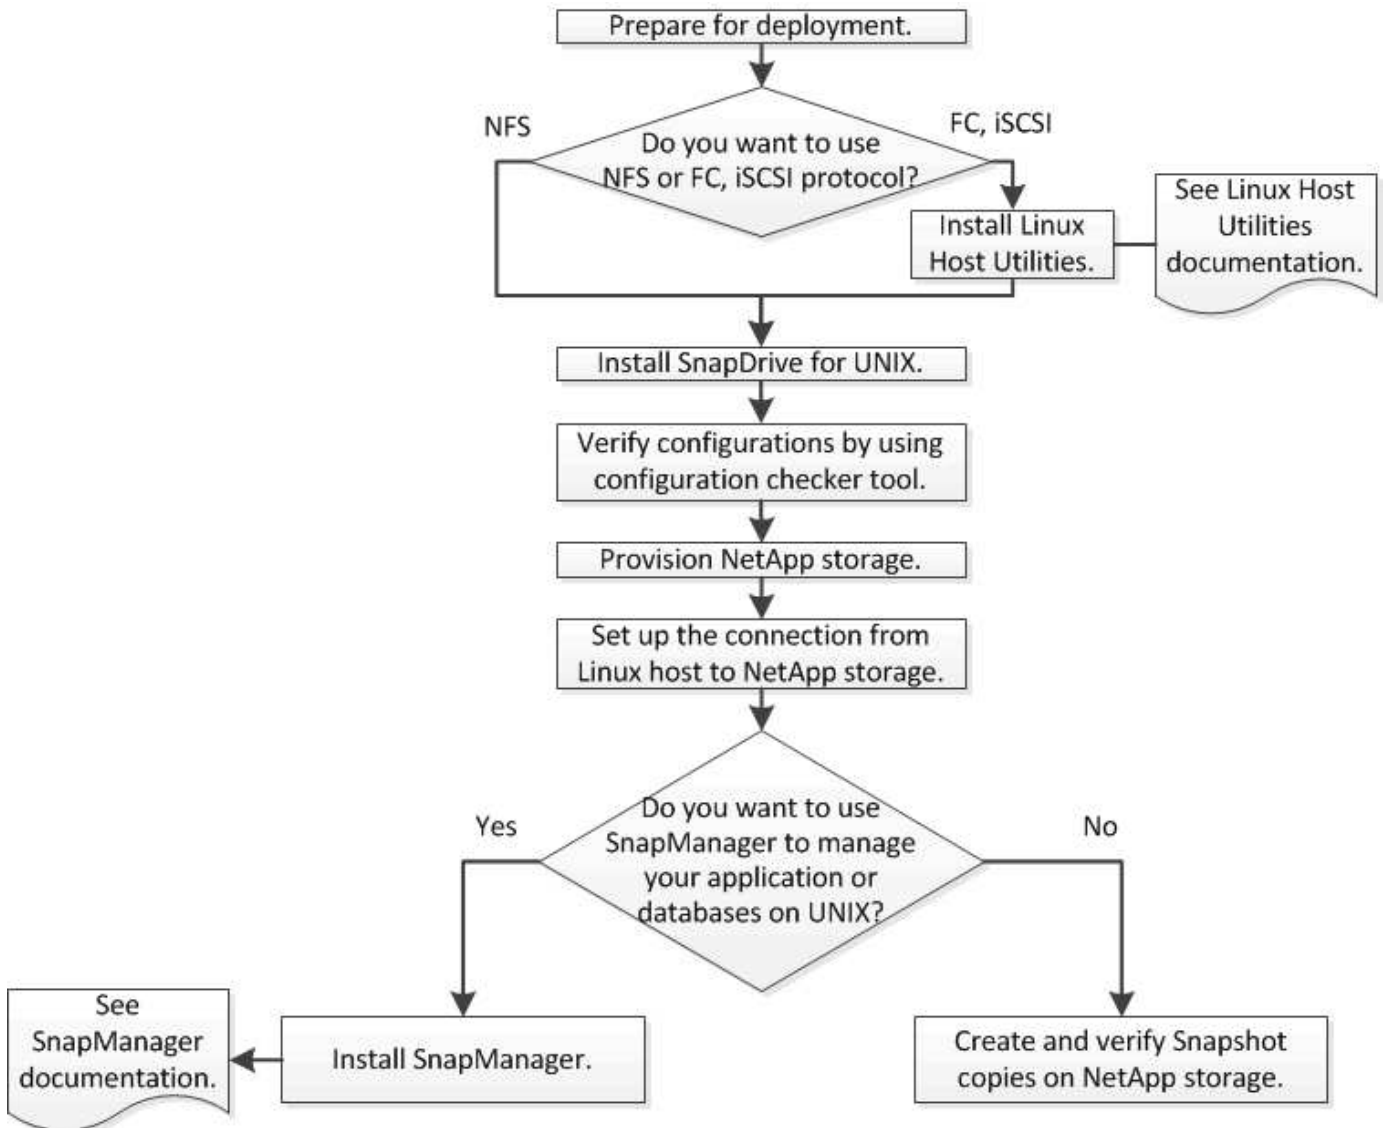 Prepare for deployment.
NFS
FC, iSCSI
Do you want to use
NFS or FC, iSCSI protocol?
Install Linux
Host Utilities.
See Linux Host
Utilities
documentation.
Install SnapDrive for UNIX.
Verify configurations by using
configuration checker tool.
Provision NetApp storage.
Set up the connection from
Linux host to NetApp storage.
Do you want to use
SnapManager to manage
your application or
databases on UNIX?
Yes
No
See
SnapManager
documentation.
Install SnapManager.
Create and verify Snapshot
copies on NetApp storage.